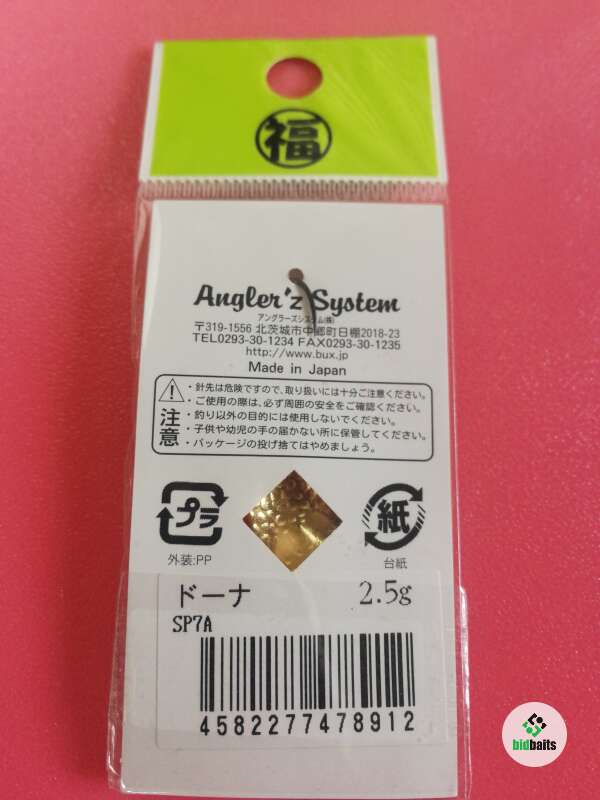 福
Angler'z System
アングラーズシステム(株)
〒319-1556 北茨城市中郷町日棚2018-23
TEL0293-30-1234 FAX0293-30-1235
http://www.bux.jp
Made in Japan
注意
・針先は危険ですので、取り扱いには十分ご注意ください。
・ご使用の際は、必ず周囲の安全をご確認ください。
・釣り以外の目的には使用しないでください。
・子供や幼児の手の届かない所に保管してください。
・パッケージの投げ捨てはやめましょう。
プラ
紙
外装:PP
台紙
ドーナ 2.5g
SP7A
4582277478912
bidbaits